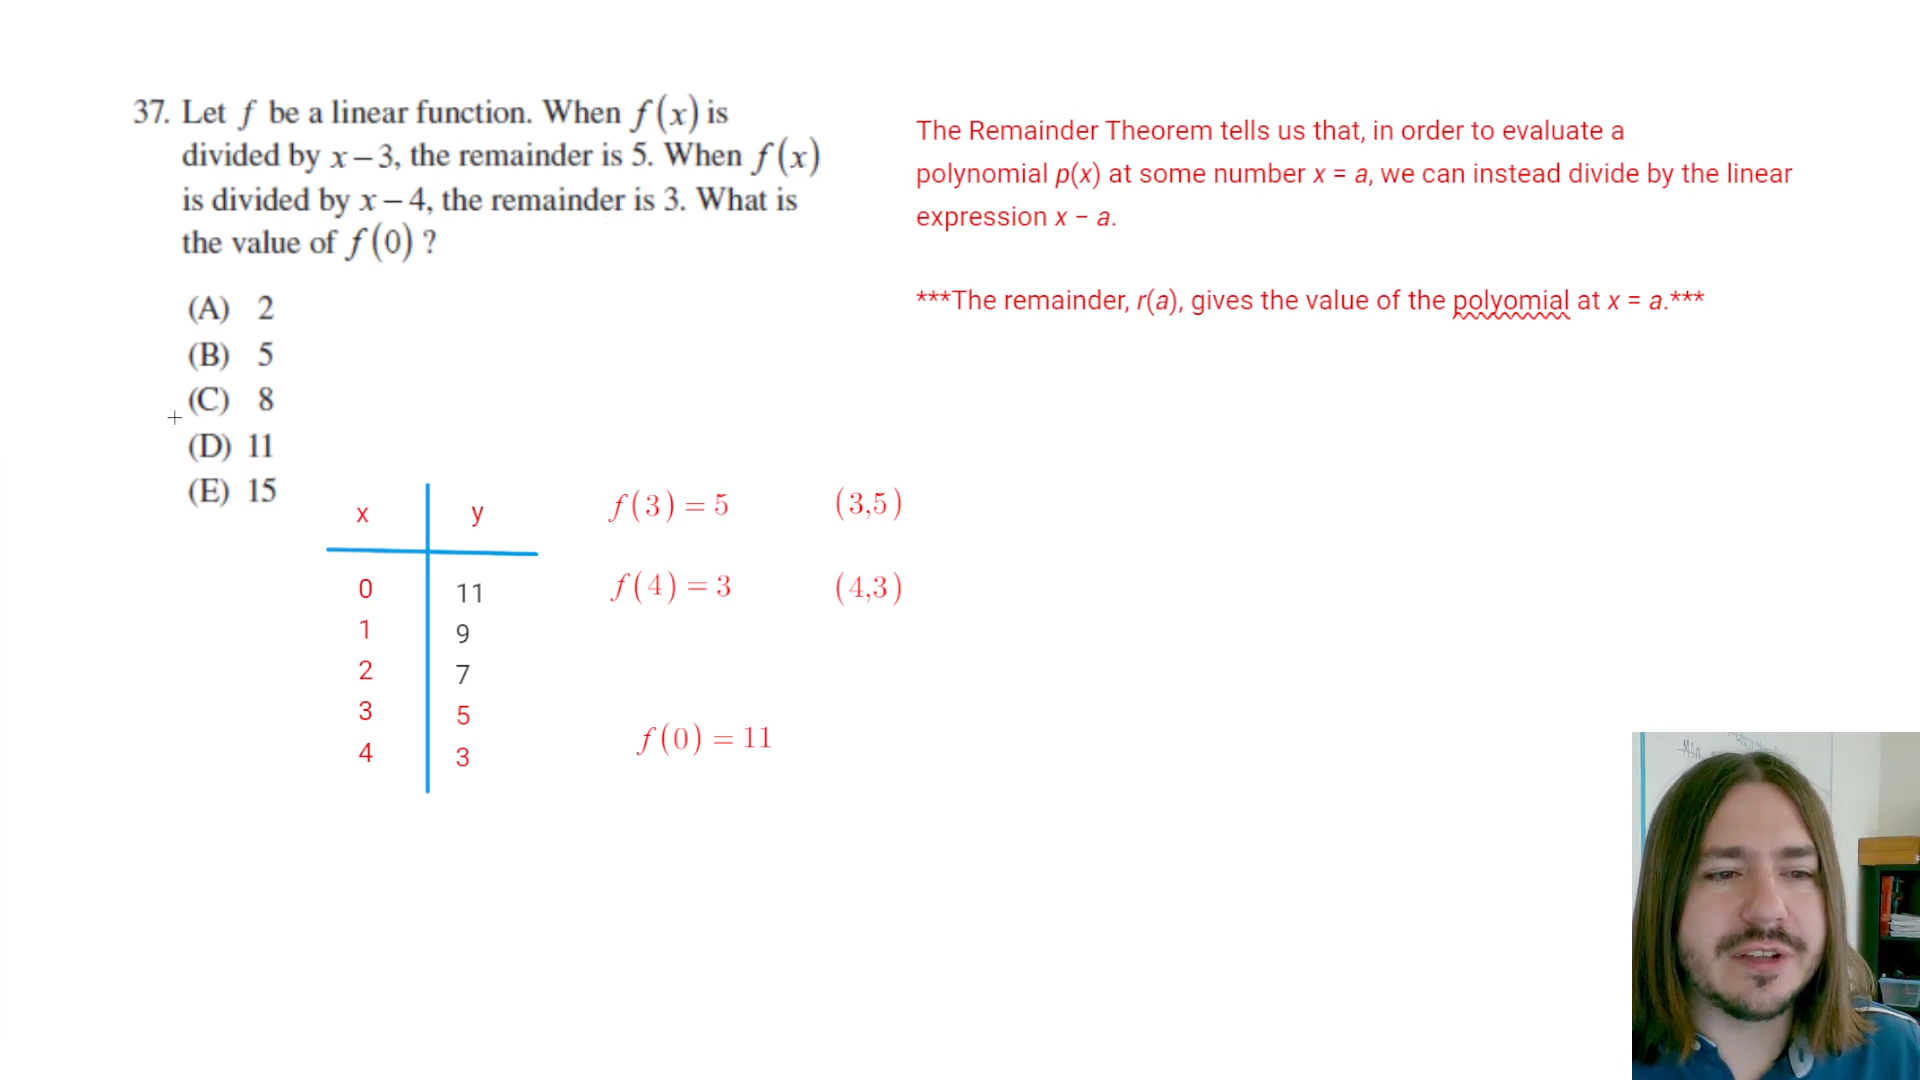 37. Let f be a linear function. When f(x) is
divided by x – 3, the remainder is 5. When f(x)
is divided by x – 4, the remainder is 3. What is
the value of f(0) ?
(A) 2
(B) 5
(C) 8
(D) 11
(E) 15
The Remainder Theorem tells us that, in order to evaluate a
polynomial p(x) at some number x = a, we can instead divide by the linear
expression x − a.
***The remainder, r(a), gives the value of the polyomial at x = a.***
x y
0 11
1 9
2 7
3 5
4 3
f(3) = 5 (3,5)
f(4) = 3 (4,3)
f(0) = 11